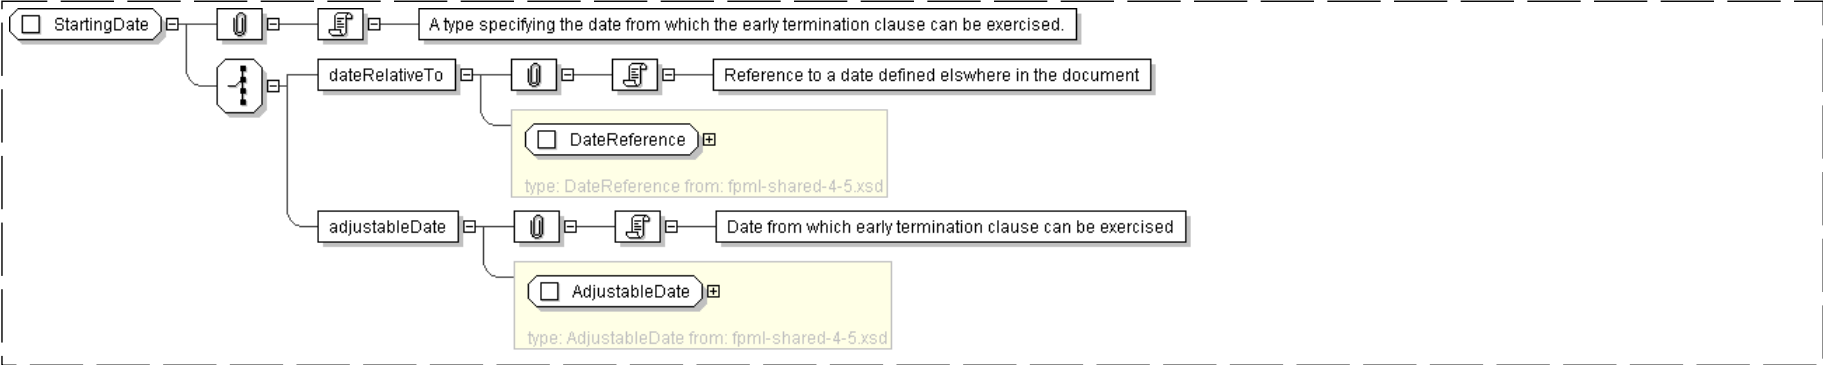 StartingDate
A type specifying the date from which the early termination clause can be exercised.
dateRelativeTo
Reference to a date defined elswhere in the document
DateReference
type: DateReference from: fpml-shared-4-5.xsd
adjustableDate
Date from which early termination clause can be exercised
AdjustableDate
type: AdjustableDate from: fpml-shared-4-5.xsd